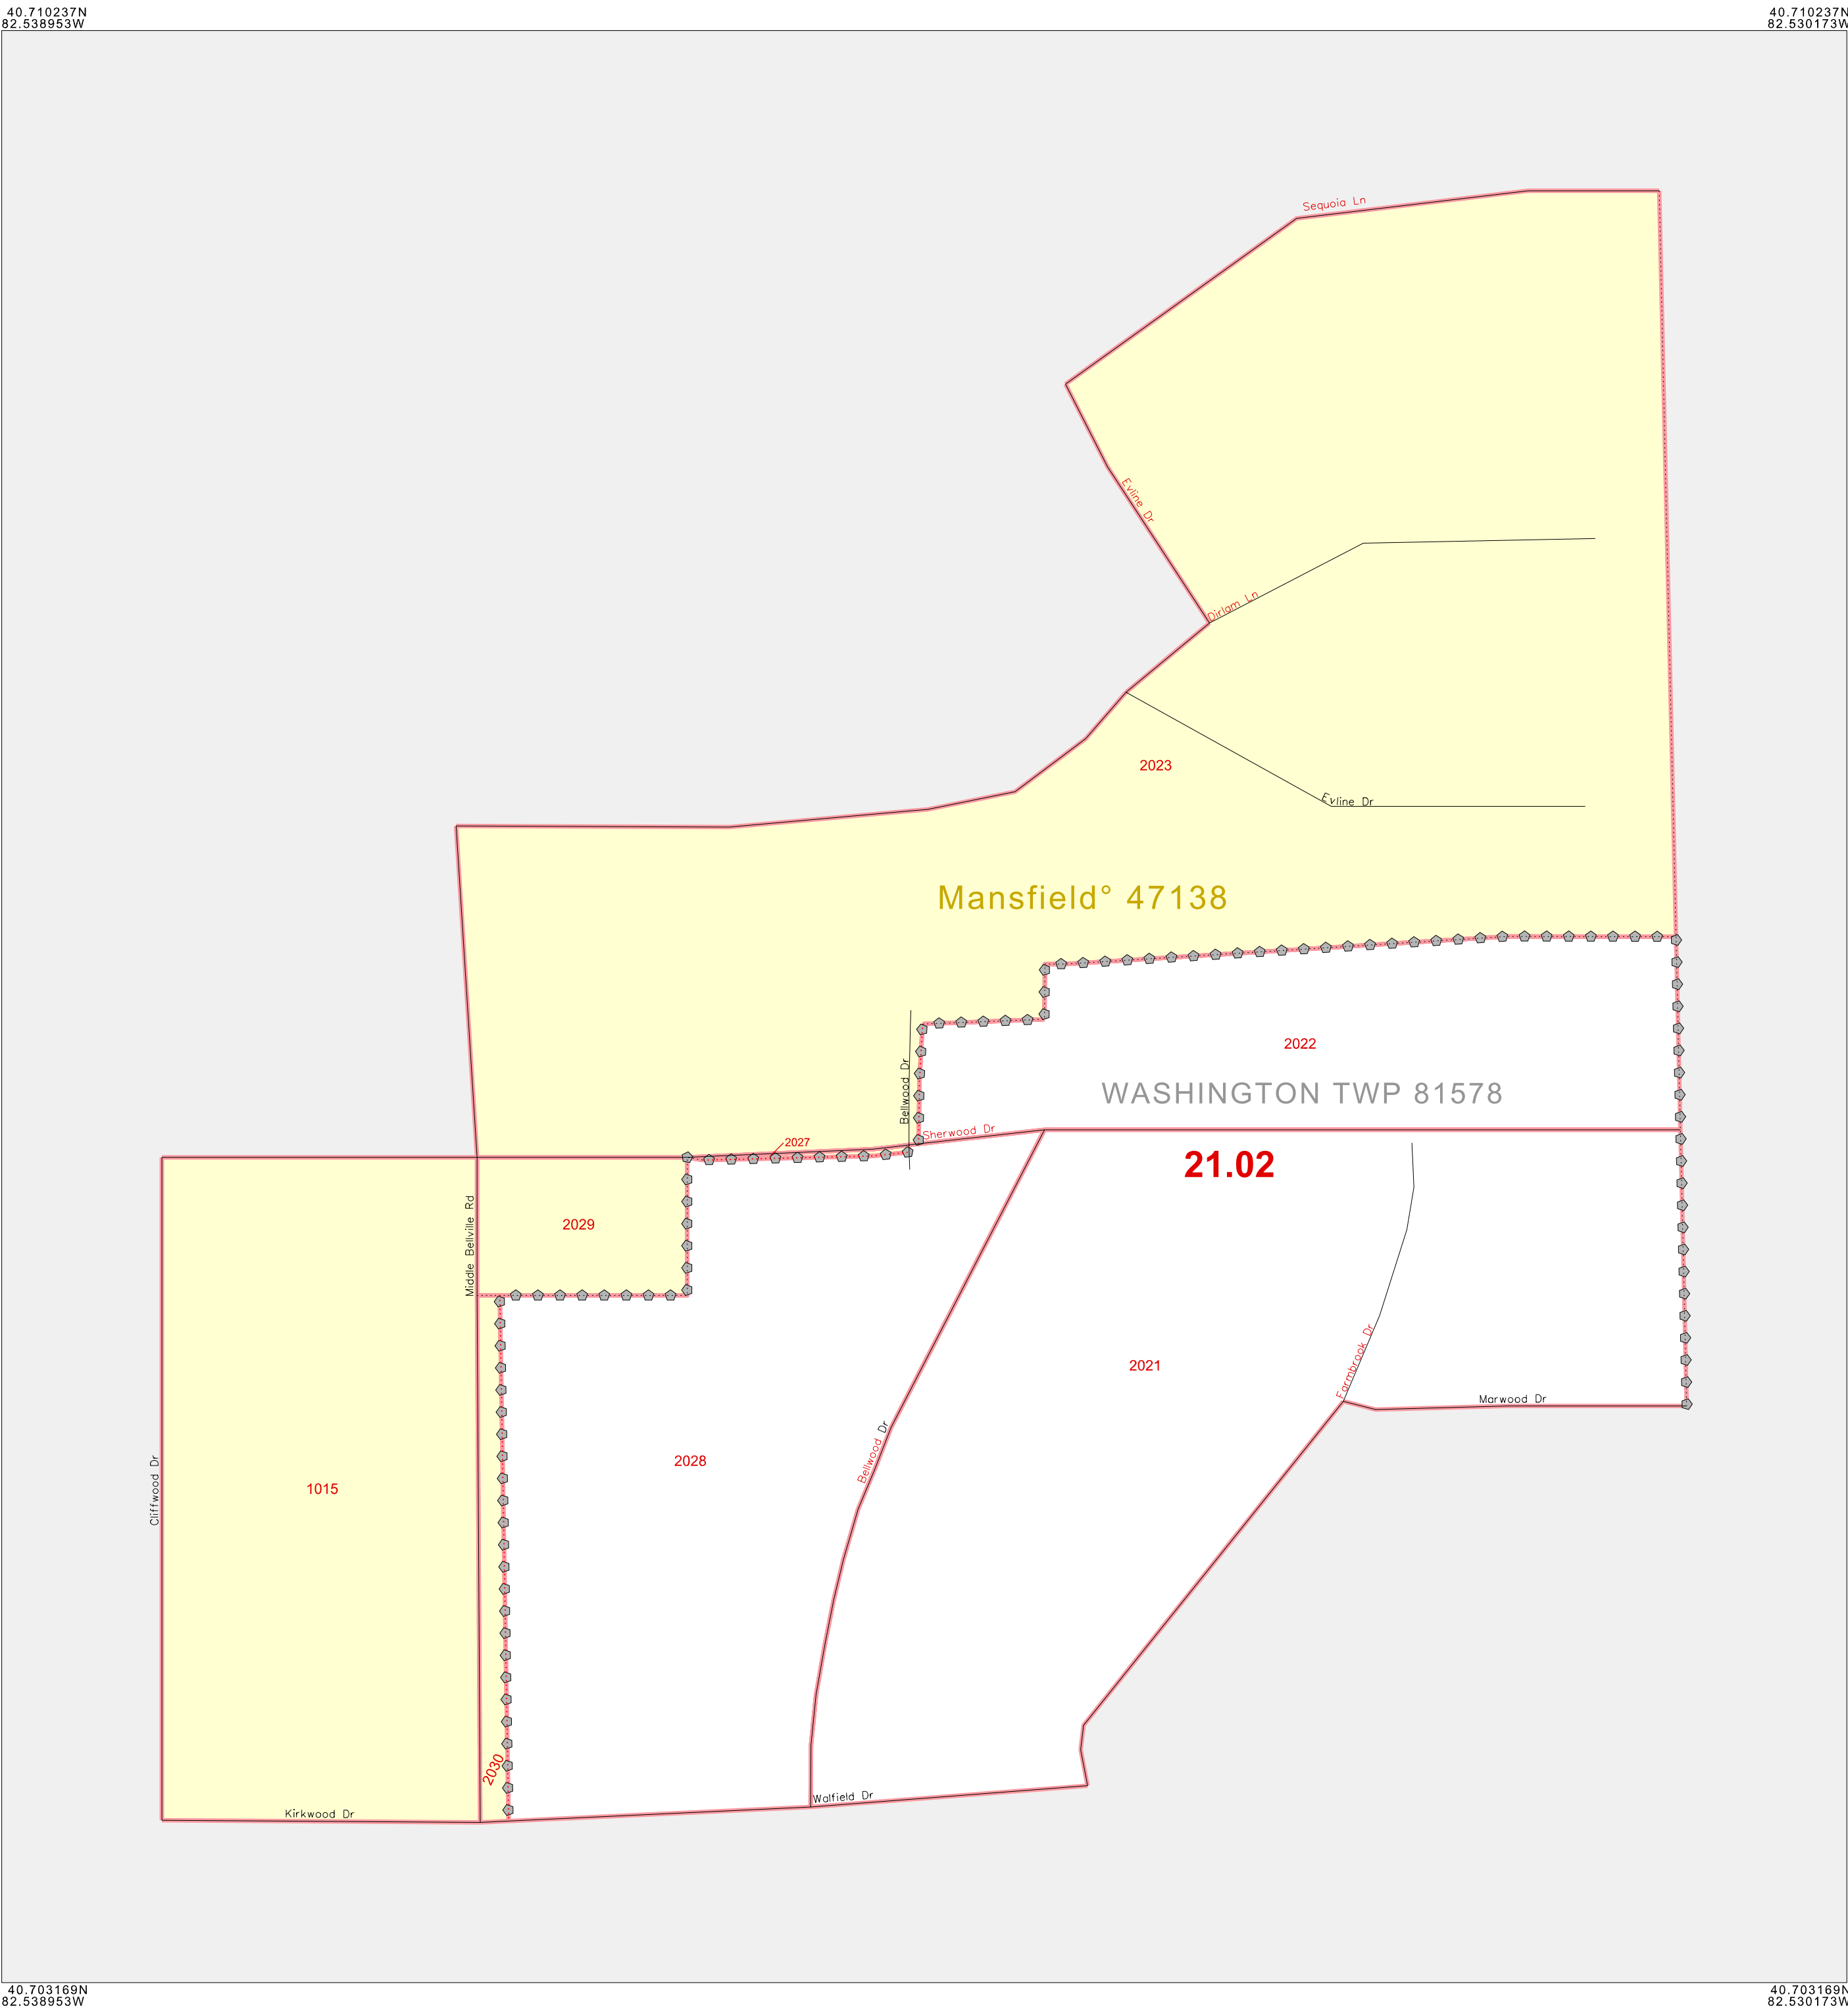 40.710237N
82.538953W
40.710237N
82.530173W
Sequoia Ln
Evline Dr
Dirlam Ln
2023
Evline Dr
Mansfield° 47138
2022
Bellwood Dr
WASHINGTON TWP 81578
Sherwood Dr
2027
21.02
Middle Bellville Rd
2029
Farmbrook Dr
2021
Marwood Dr
Bellwood Dr
2028
Cliffwood Dr
1015
2030
Walfield Dr
Kirkwood Dr
40.703169N
82.538953W
40.703169N
82.530173W